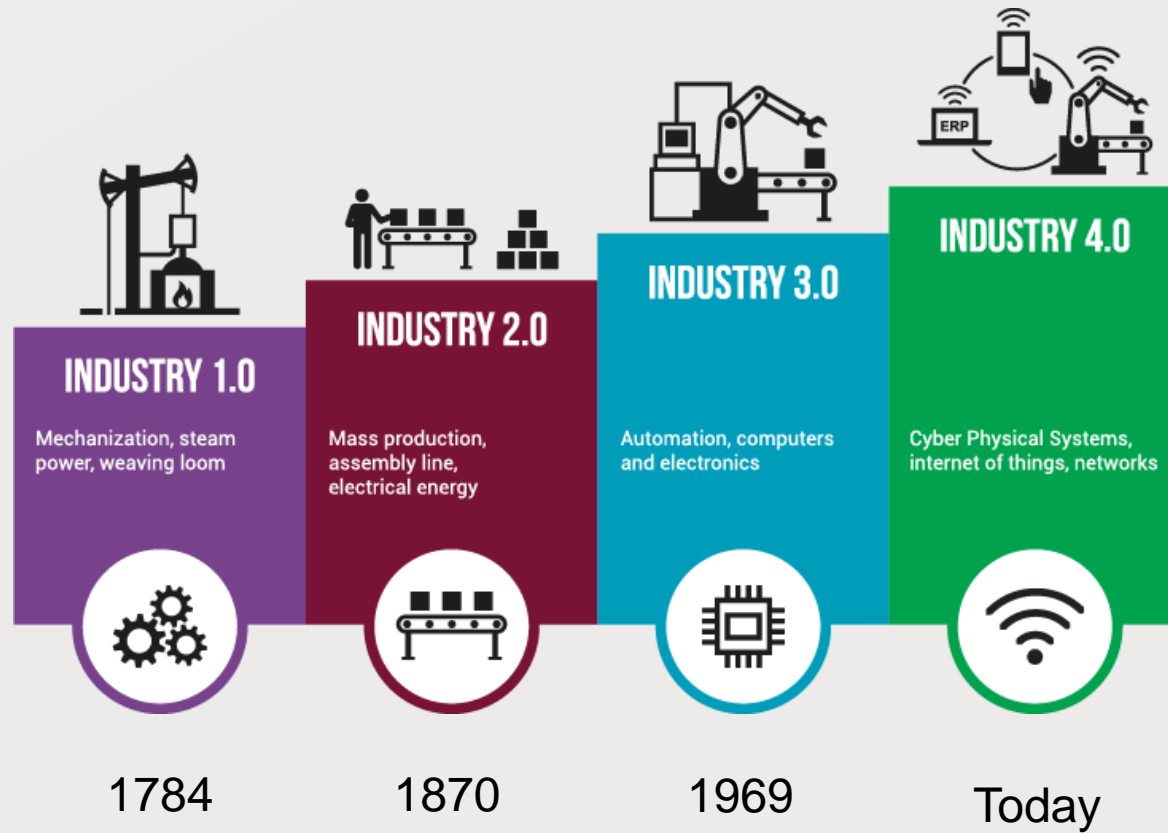 ERP
INDUSTRY 1.0
Mechanization, steam
power, weaving loom
1784
INDUSTRY 2.0
Mass production,
assembly line,
electrical energy
1870
INDUSTRY 3.0
Automation, computers
and electronics
1969
INDUSTRY 4.0
Cyber Physical Systems,
internet of things, networks
Today